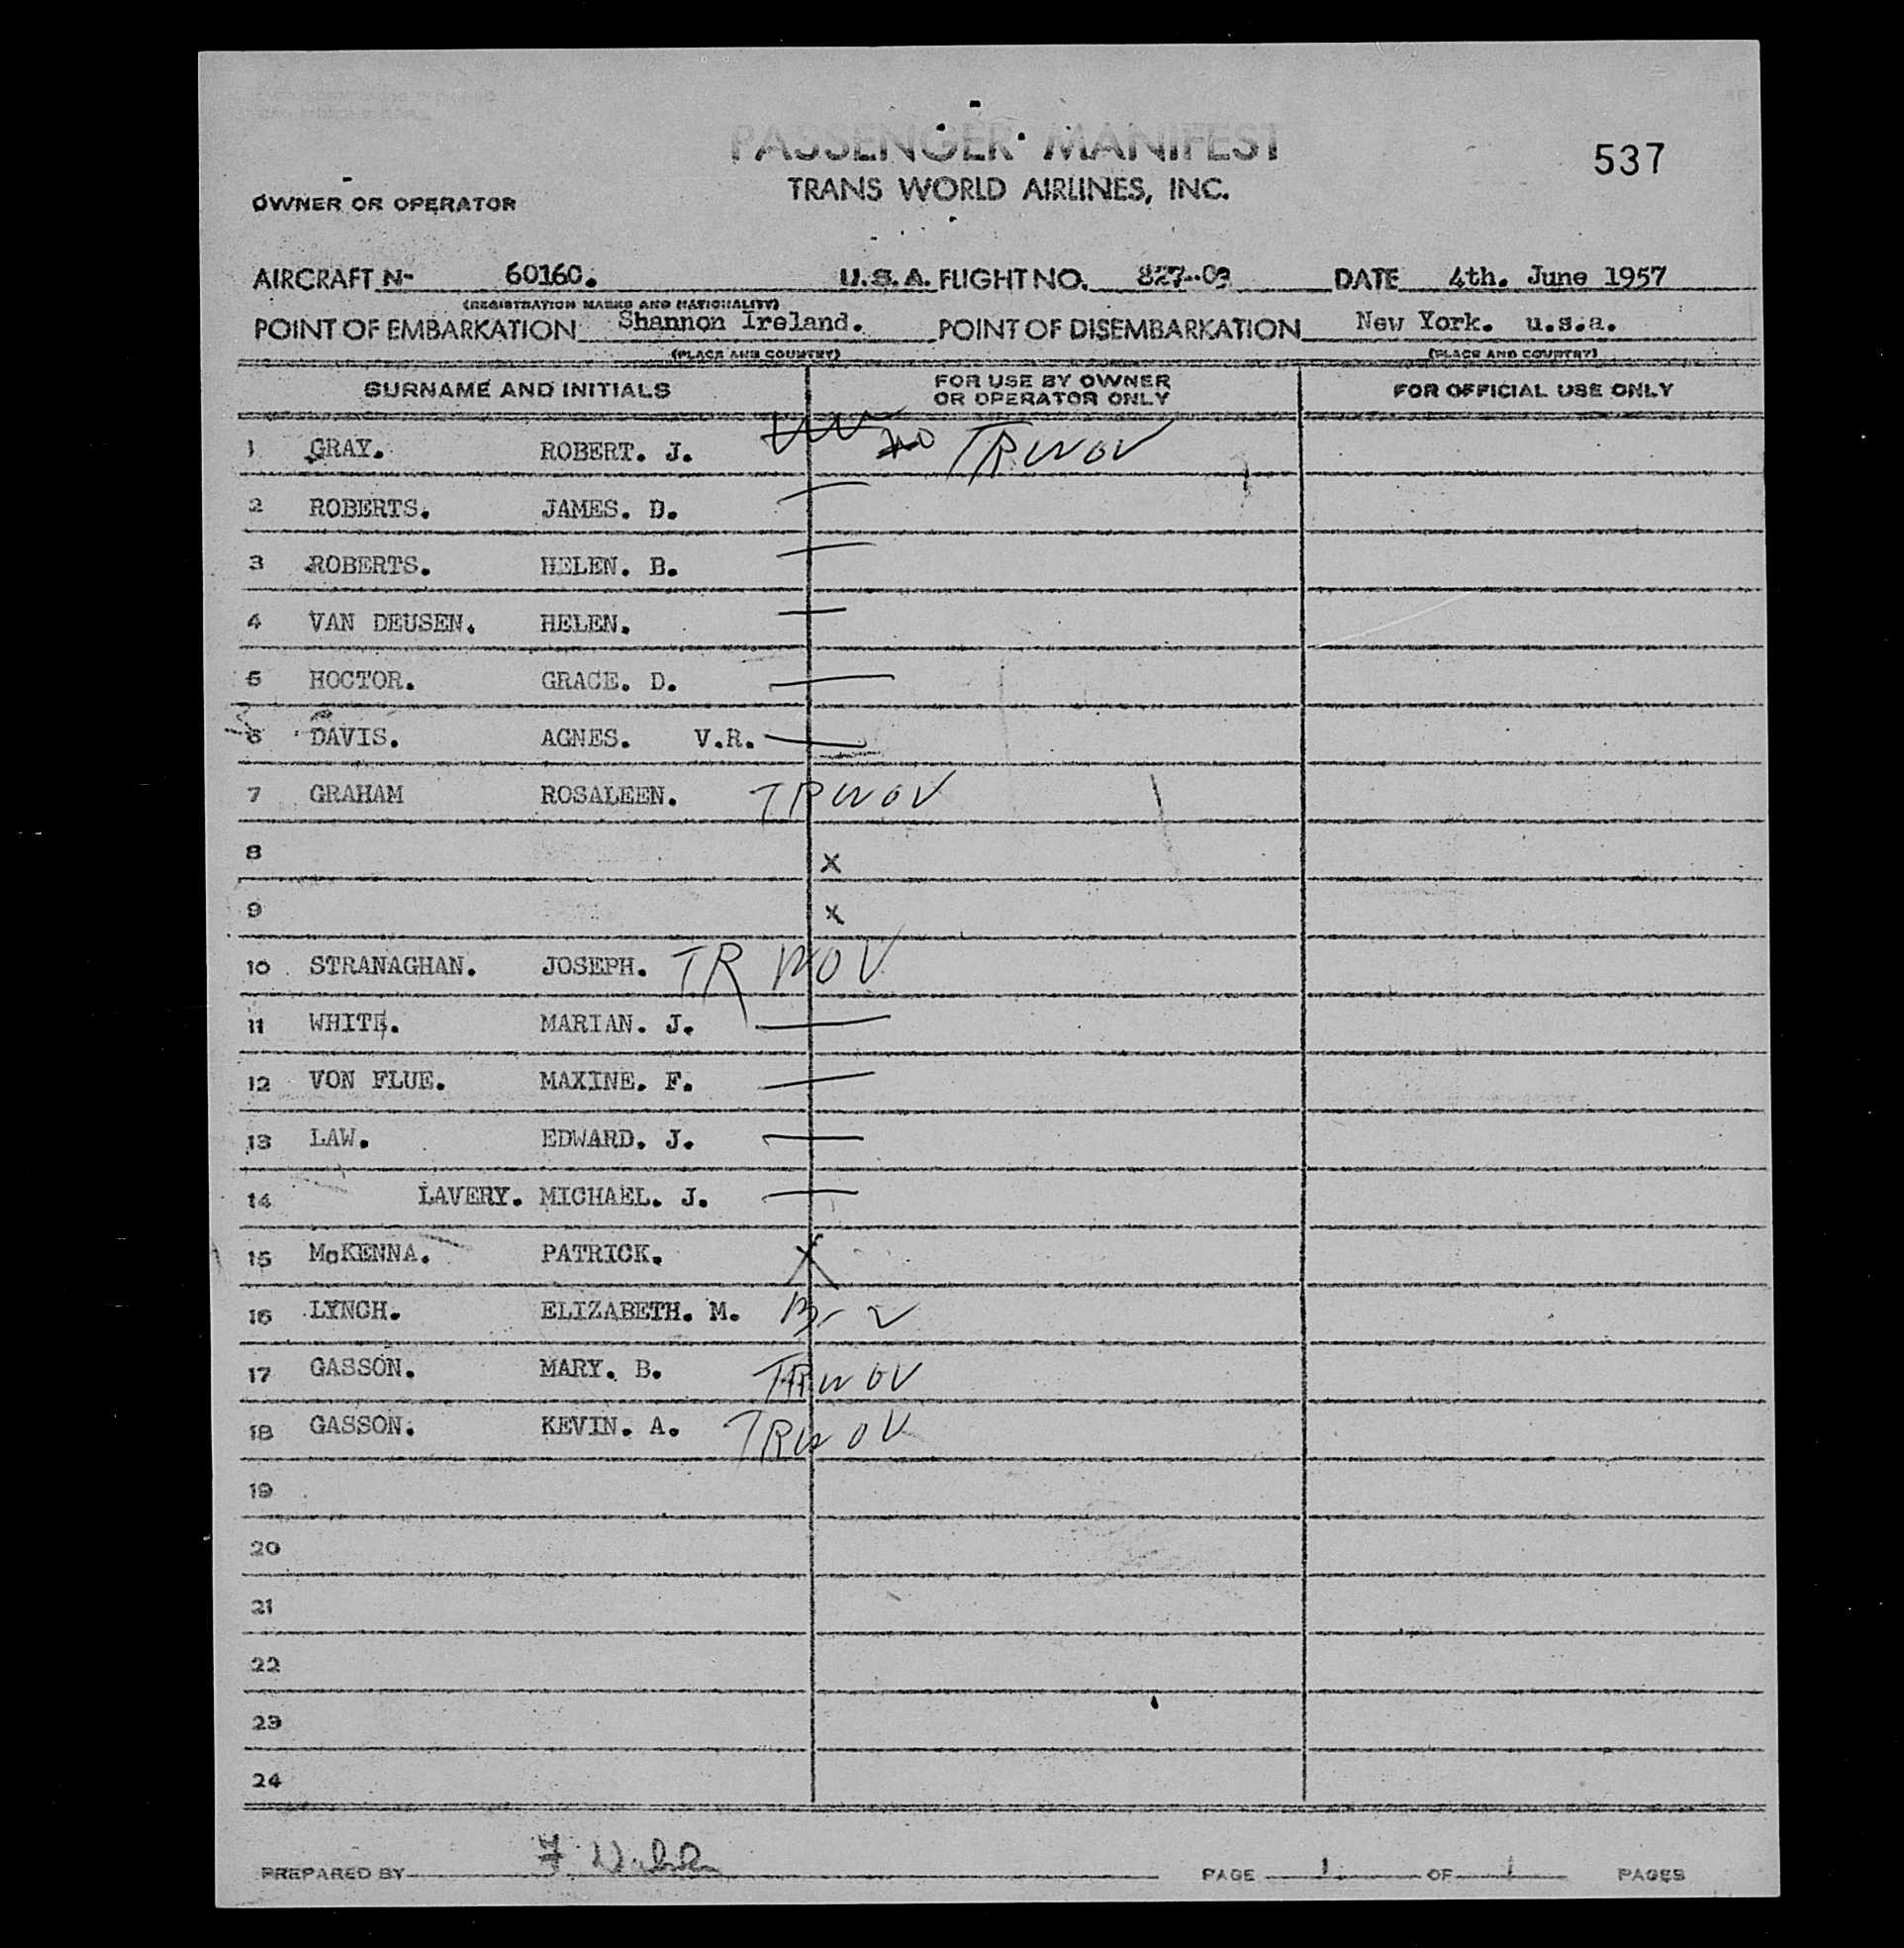 PASSENGER MANIFEST
537
TRANS WORLD AIRLINES, INC.
OWNER OR OPERATOR
AIRCRAFT N- 60160. U.S.A. FLIGHT NO. 827-03 DATE 4th. June 1957
(REGISTRATION MARKS AND NATIONALITY)
POINT OF EMBARKATION Shannon Ireland. POINT OF DISEMBARKATION New York. u.s.a.
(PLACE AND COUNTRY) (PLACE AND COUNTRY)
SURNAME AND INITIALS FOR USE BY OWNER OR OPERATOR ONLY FOR OFFICIAL USE ONLY
1 GRAY. ROBERT. J. TRWOV
2 ROBERTS. JAMES. D.
3 ROBERTS. HELEN. B.
4 VAN DEUSEN. HELEN.
5 HOCTOR. GRACE. D.
6 DAVIS. AGNES. V.R.
7 GRAHAM ROSALEEN. TRWOV
8 X
9 X
10 STRANAGHAN. JOSEPH. TR WOV
11 WHITE. MARIAN. J.
12 VON FLUE. MAXINE. F.
13 LAW. EDWARD. J.
14 LAVERY. MICHAEL. J.
15 McKENNA. PATRICK. X
16 LYNCH. ELIZABETH. M. B-2
17 GASSON. MARY. B. TRWOV
18 GASSON. KEVIN. A. TRWOV
19
20
21
22
23
24
PREPARED BY PAGE 1 OF 1 PAGES